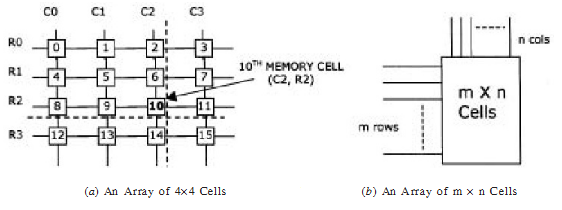 C0 C1 C2 C3
R0 0 1 2 3
R1 4 5 6 7
R2 8 9 10 11
R3 12 13 14 15
10TH MEMORY CELL
(C2, R2)
(a) An Array of 4×4 Cells
n cols
m X n
Cells
m rows
(b) An Array of m × n Cells